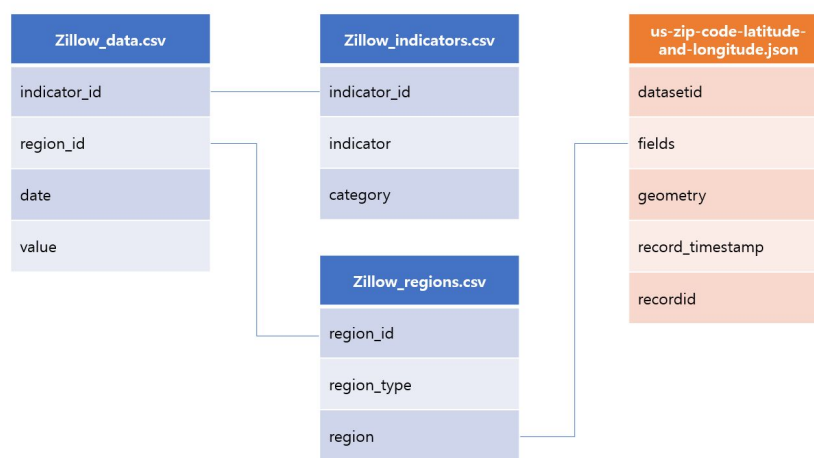 Zillow_data.csv
indicator_id
region_id
date
value
Zillow_indicators.csv
indicator_id
indicator
category
Zillow_regions.csv
region_id
region_type
region
us-zip-code-latitude-
and-longitude.json
datasetid
fields
geometry
record_timestamp
recordid